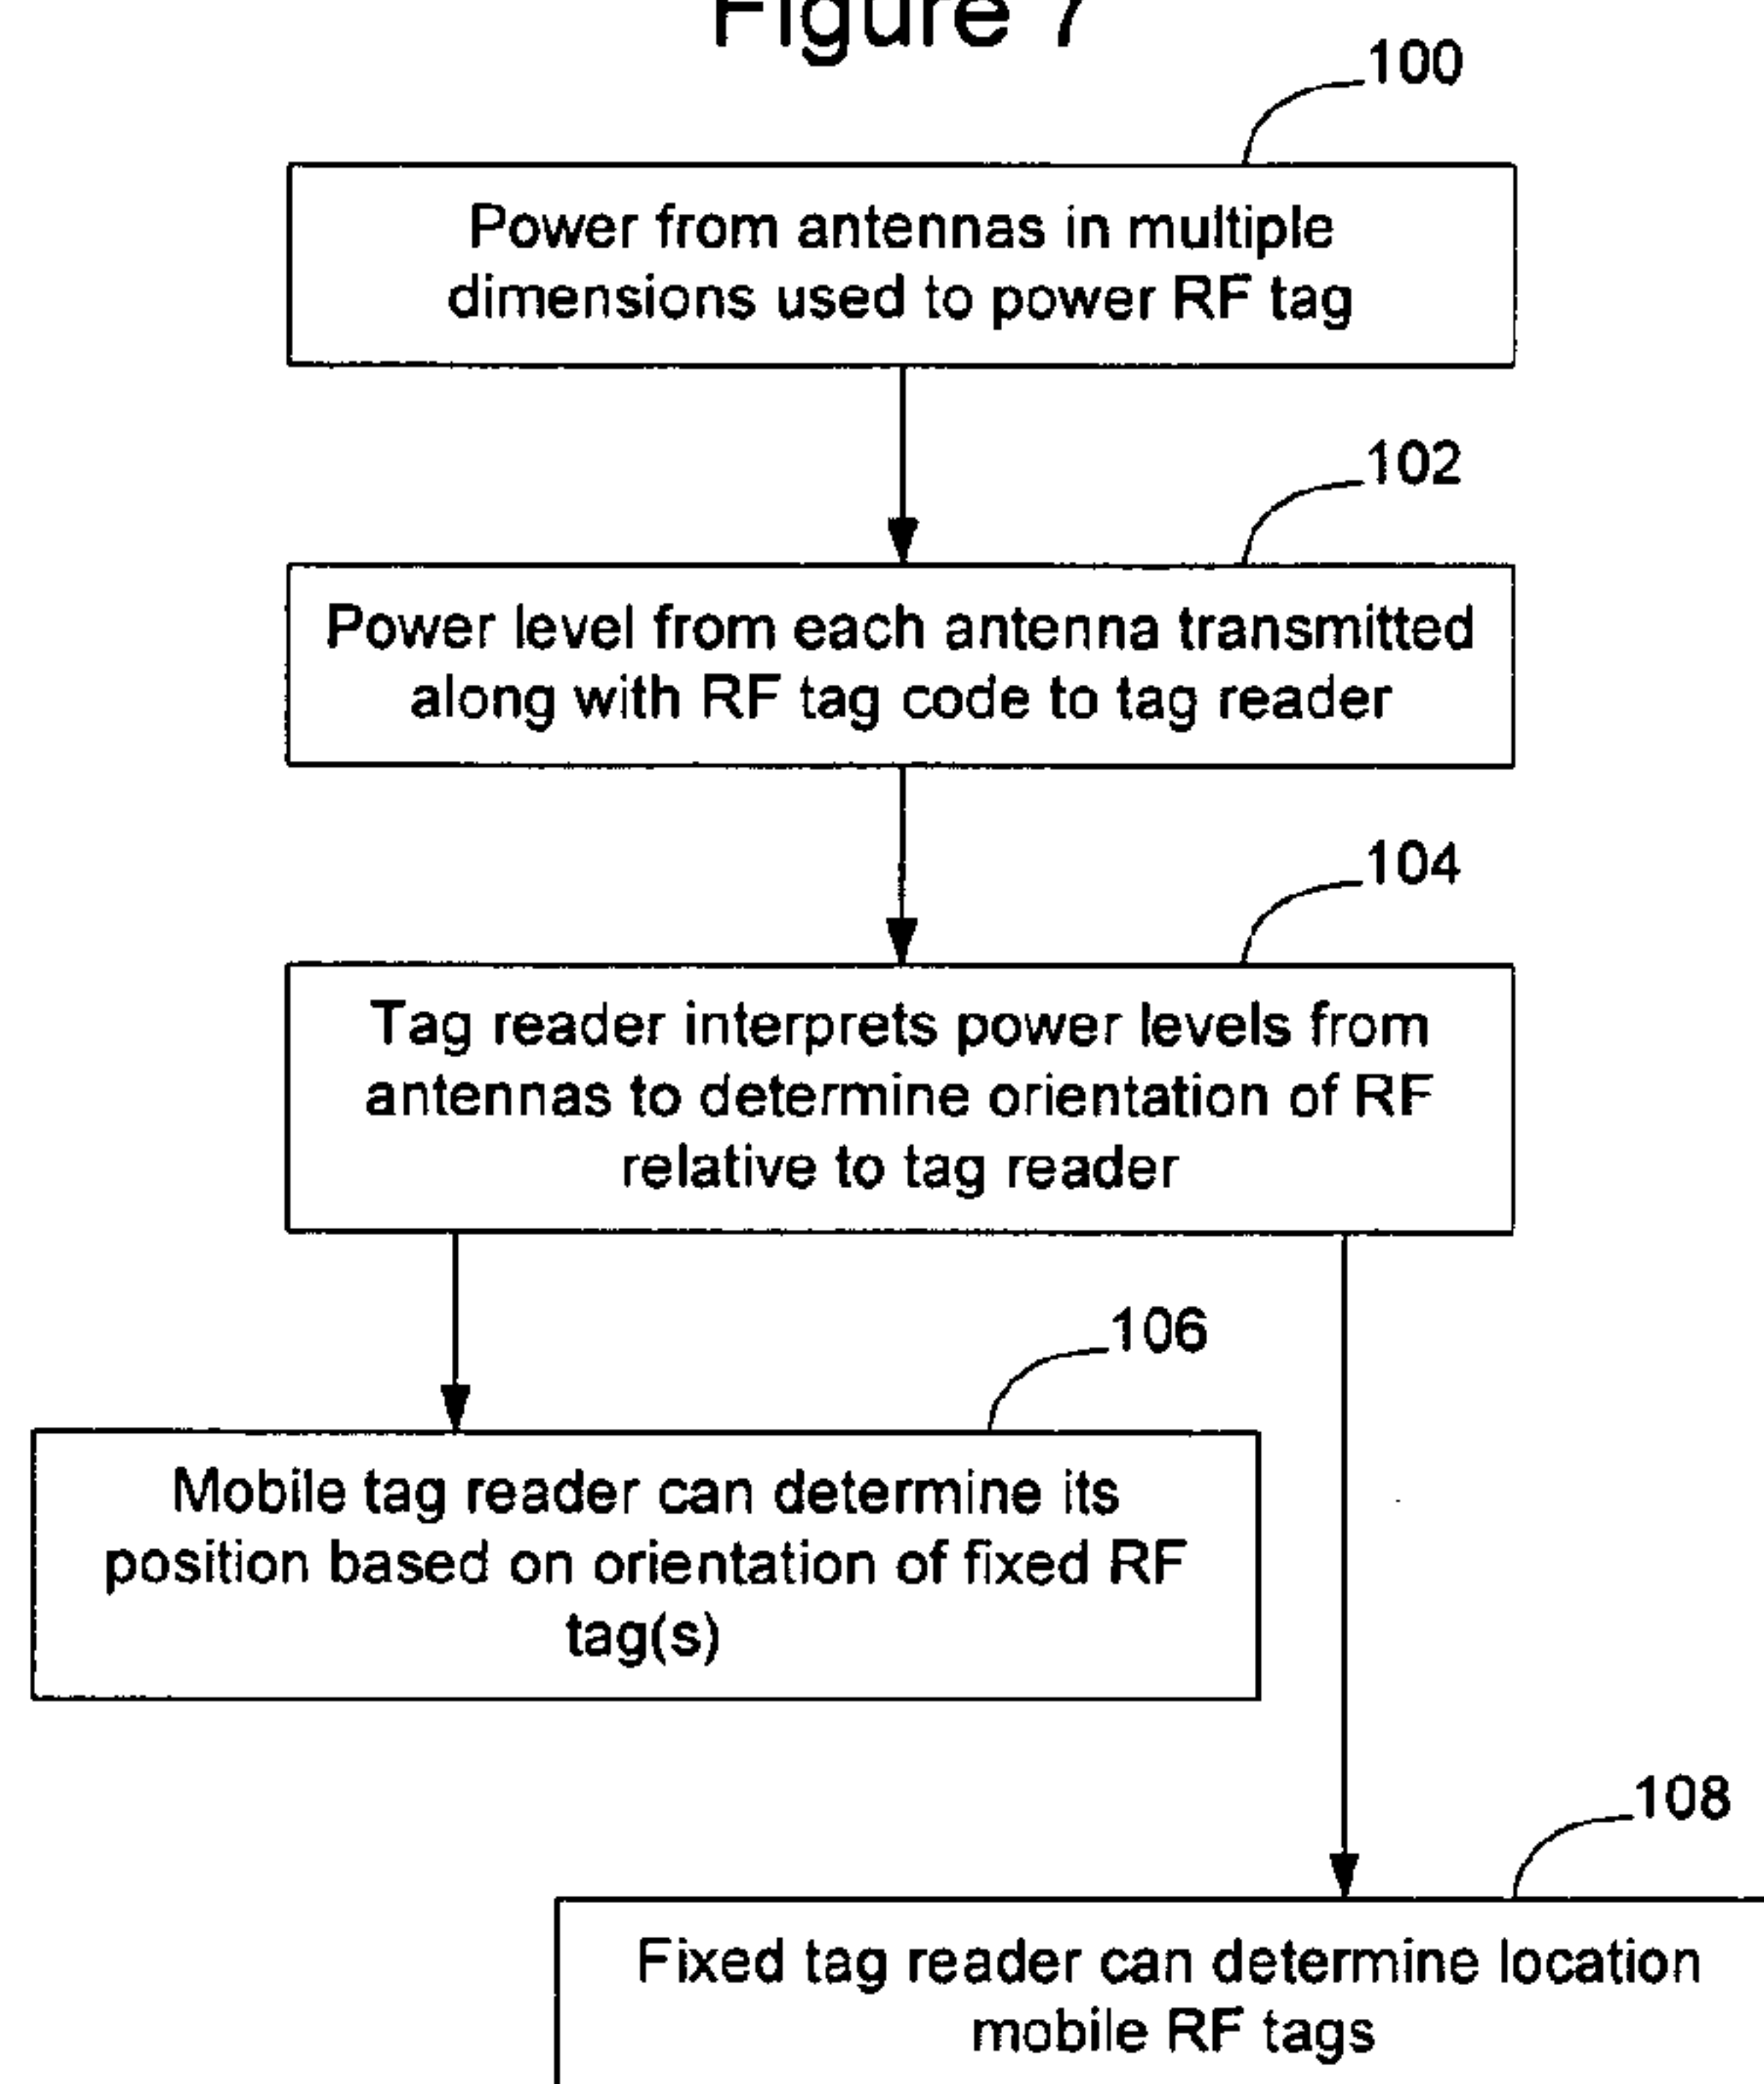 Figure 7
100
Power from antennas in multiple
dimensions used to power RF tag
102
Power level from each antenna transmitted
along with RF tag code to tag reader
104
Tag reader interprets power levels from
antennas to determine orientation of RF
relative to tag reader
106
Mobile tag reader can determine its
position based on orientation of fixed RF
tag(s)
108
Fixed tag reader can determine location
mobile RF tags